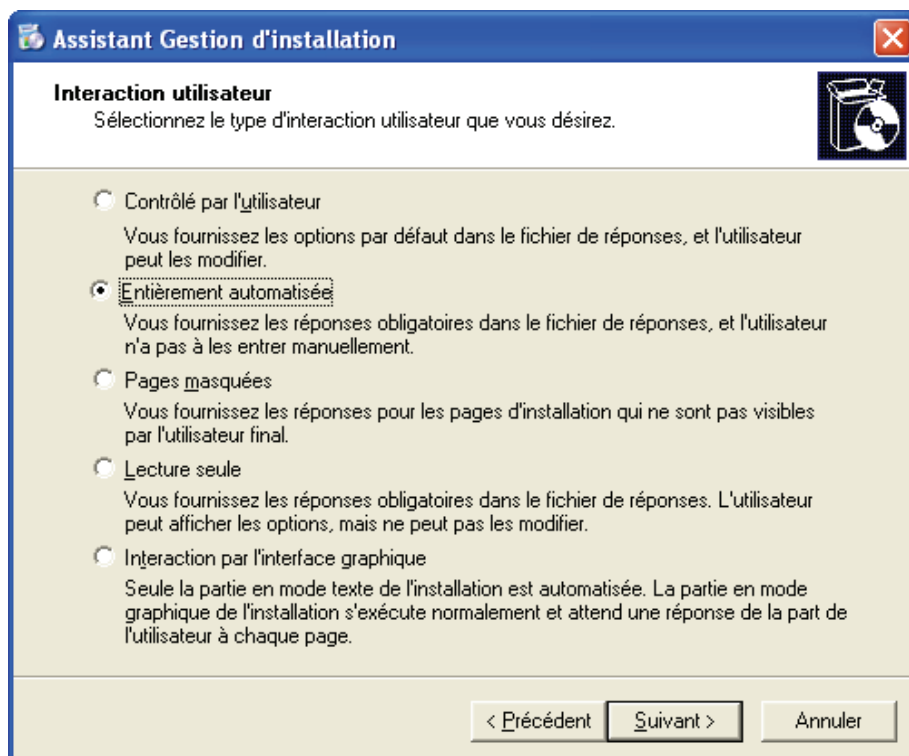 Assistant Gestion d'installation
Interaction utilisateur
Sélectionnez le type d'interaction utilisateur que vous désirez.
Contrôlé par l'utilisateur
Vous fournissez les options par défaut dans le fichier de réponses, et l'utilisateur
peut les modifier.
Entièrement automatisée
Vous fournissez les réponses obligatoires dans le fichier de réponses, et l'utilisateur
n'a pas à les entrer manuellement.
Pages masquées
Vous fournissez les réponses pour les pages d'installation qui ne sont pas visibles
par l'utilisateur final.
Lecture seule
Vous fournissez les réponses obligatoires dans le fichier de réponses. L'utilisateur
peut afficher les options, mais ne peut pas les modifier.
Interaction par l'interface graphique
Seule la partie en mode texte de l'installation est automatisée. La partie en mode
graphique de l'installation s'exécute normalement et attend une réponse de la part de
l'utilisateur à chaque page.
< Précédent Suivant > Annuler